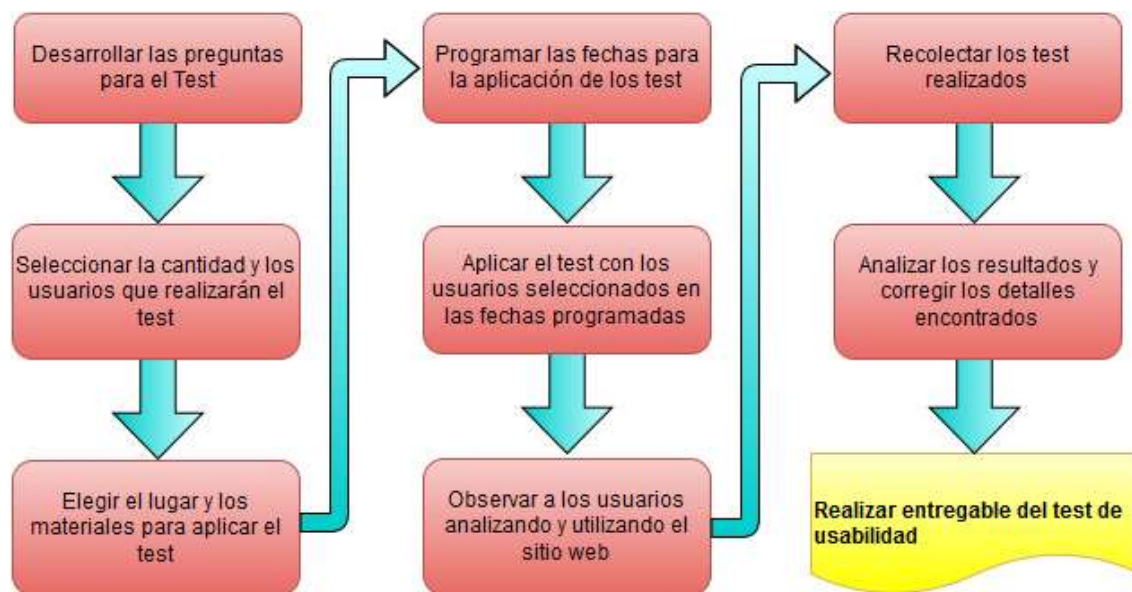 Desarrollar las preguntas
para el Test
Seleccionar la cantidad y los
usuarios que realizarán el
test
Elegir el lugar y los
materiales para aplicar el
test
Programar las fechas para
la aplicación de los test
Aplicar el test con los
usuarios seleccionados en
las fechas programadas
Observar a los usuarios
analizando y utilizando el
sitio web
Recolectar los test
realizados
Analizar los resultados y
corregir los detalles
encontrados
Realizar entregable del test de
usabilidad